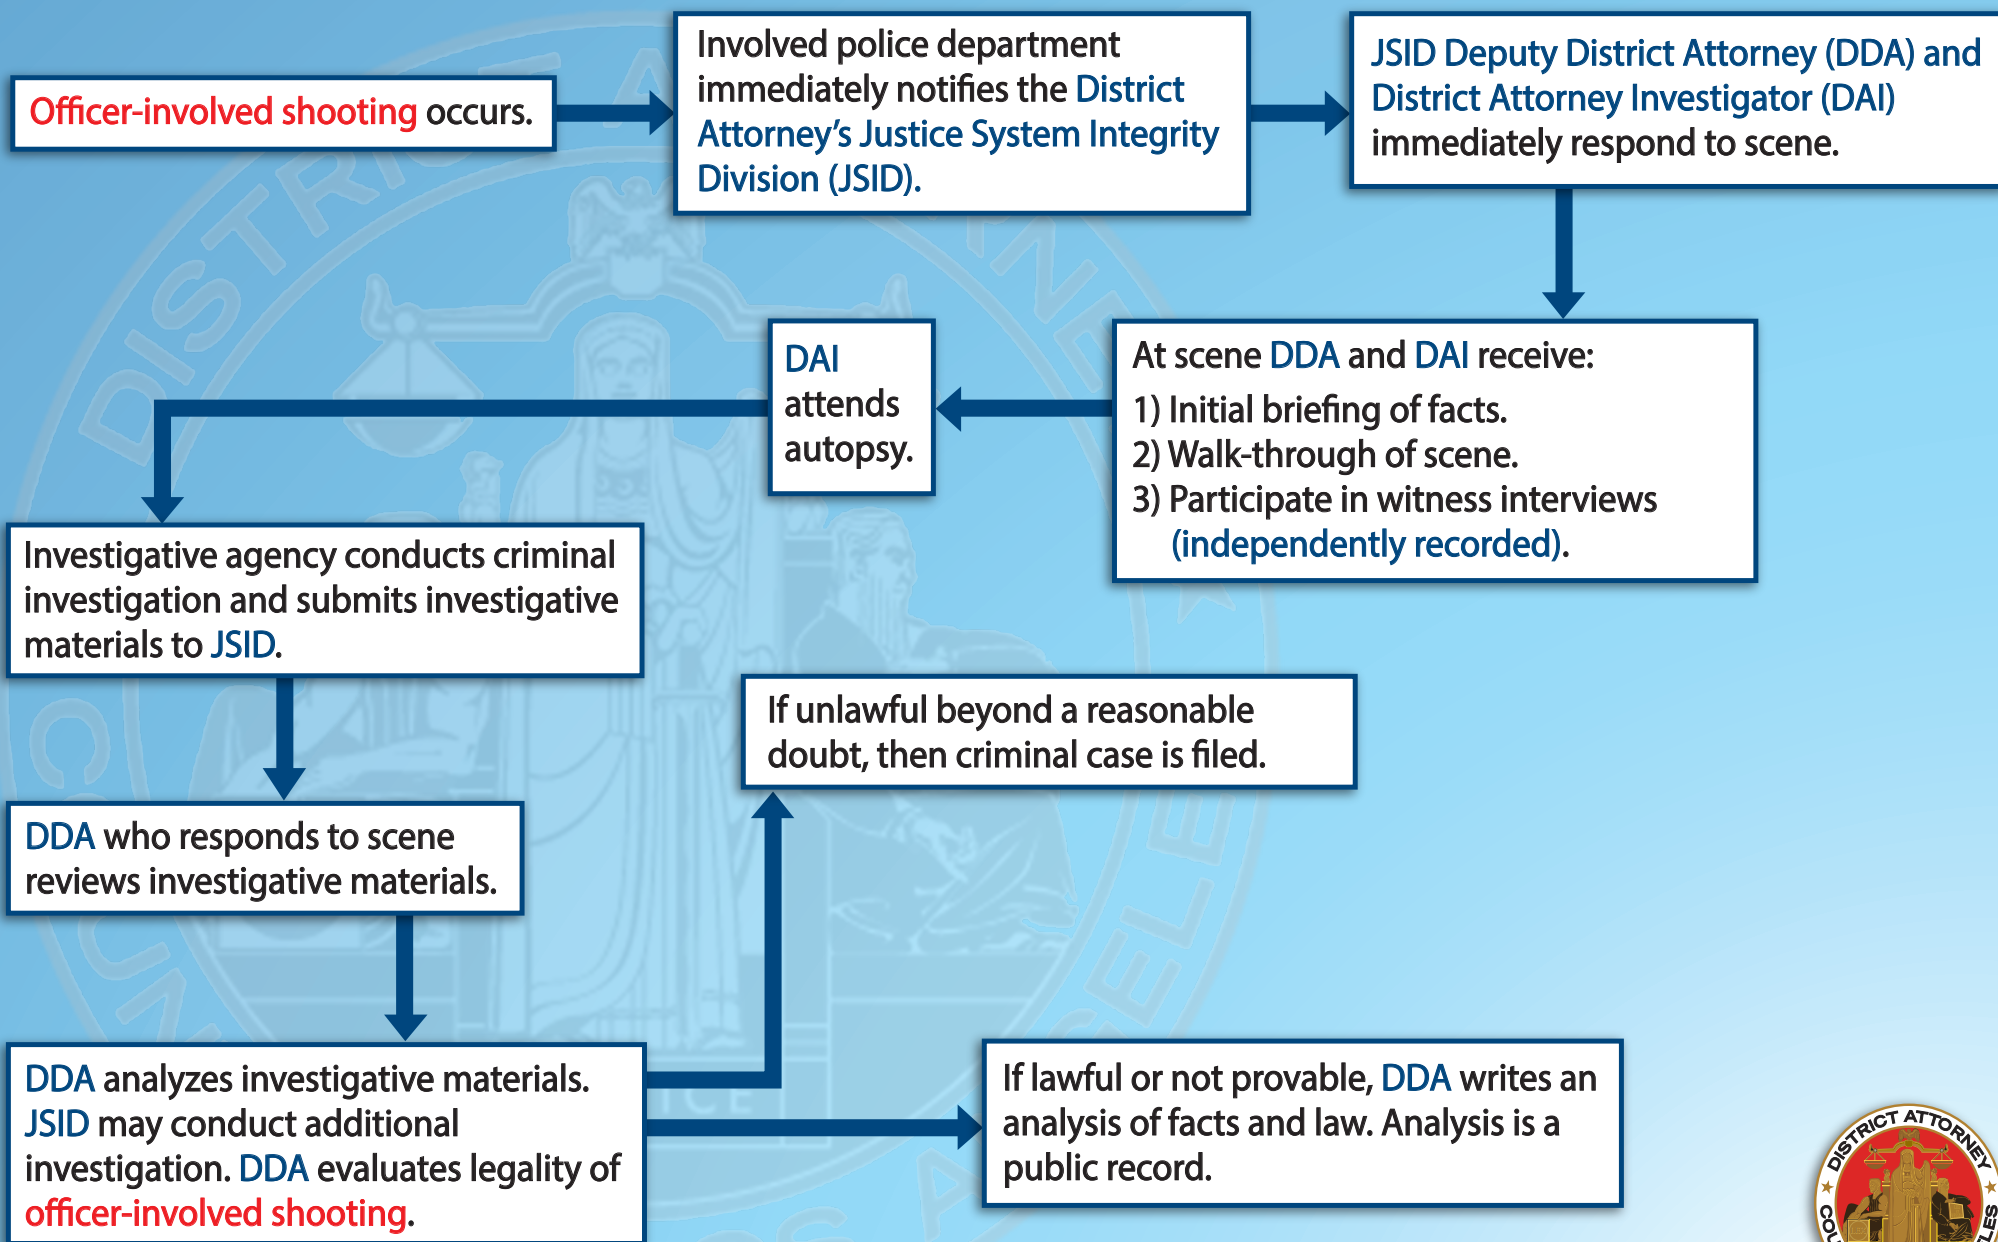 Officer-involved shooting occurs.
Involved police department
immediately notifies the District
Attorney’s Justice System Integrity
Division (JSID).
JSID Deputy District Attorney (DDA) and
District Attorney Investigator (DAI)
immediately respond to scene.
At scene DDA and DAI receive:
1) Initial briefing of facts.
2) Walk-through of scene.
3) Participate in witness interviews
(independently recorded).
DAI
attends
autopsy.
Investigative agency conducts criminal
investigation and submits investigative
materials to JSID.
DDA who responds to scene
reviews investigative materials.
DDA analyzes investigative materials.
JSID may conduct additional
investigation. DDA evaluates legality of
officer-involved shooting.
If unlawful beyond a reasonable
doubt, then criminal case is filed.
If lawful or not provable, DDA writes an
analysis of facts and law. Analysis is a
public record.
DISTRICT ATTORNEY